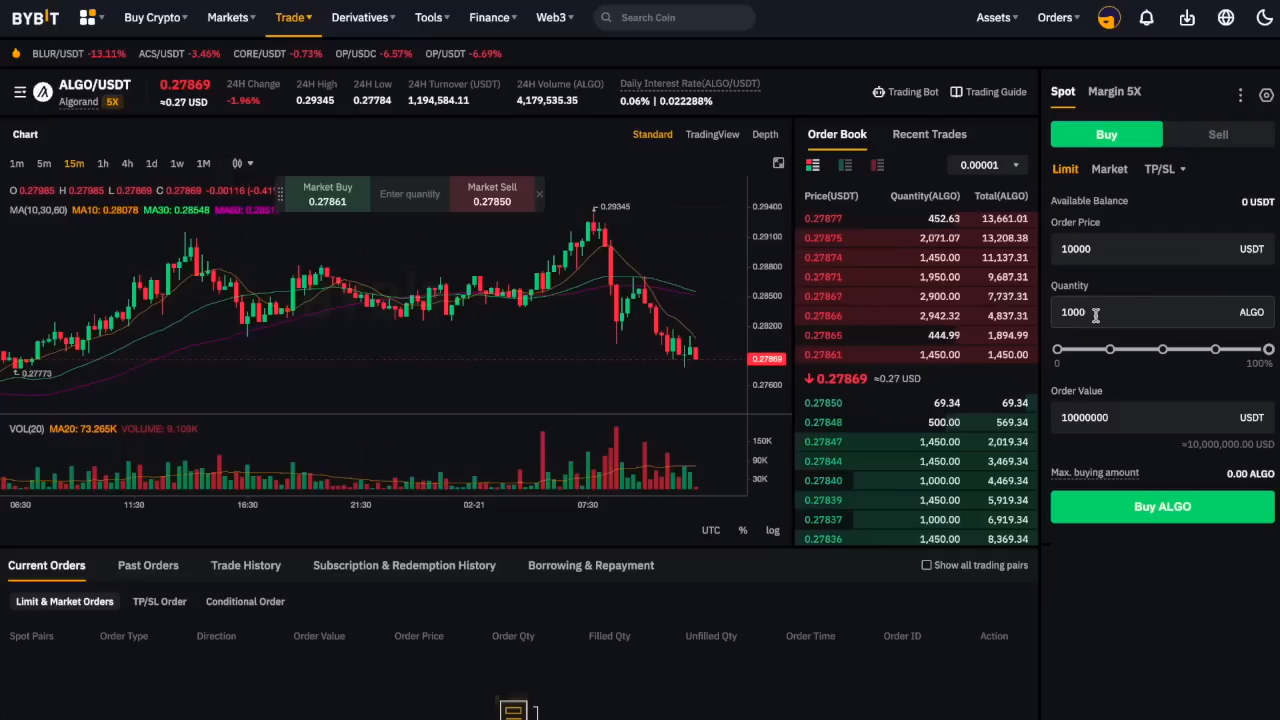 BYBIT Buy Crypto Markets Trade Derivatives Tools Finance Web3 Search Coin Assets Orders
BLUR/USDT -13.11% ACS/USDT -3.46% CORE/USDT -0.73% OP/USDC -6.57% OP/USDT -6.69%
ALGO/USDT 0.27869 24H Change 24H High 24H Low 24H Turnover (USDT) 24H Volume (ALGO) Daily Interest Rate(ALGO/USDT)
Algorand 5X ≈0.27 USD -1.96% 0.29345 0.27784 1,194,584.11 4,179,535.35 0.06% | 0.022288%
Trading Bot Trading Guide
Chart Standard TradingView Depth
1m 5m 15m 1h 4h 1d 1w 1M
O 0.27985 H 0.27985 L 0.27869 C 0.27869 -0.00116 (-0.41
MA(10,30,60) MA10: 0.28078 MA30: 0.28548
Market Buy Enter quantity Market Sell
0.27861 0.27850
0.29345
0.27773
0.29400
0.29100
0.28800
0.28500
0.28200
0.27869
0.27600
VOL(20) MA20: 73.265K VOLUME: 9.109K
150K
90K
30K
06:30 11:30 16:30 21:30 02-21 07:30
UTC % log
Order Book Recent Trades
0.00001
Price(USDT) Quantity(ALGO) Total(ALGO)
0.27877 452.63 13,661.01
0.27875 2,071.07 13,208.38
0.27874 1,450.00 11,137.31
0.27871 1,950.00 9,687.31
0.27867 2,900.00 7,737.31
0.27866 2,942.32 4,837.31
0.27865 444.99 1,894.99
0.27861 1,450.00 1,450.00
0.27869 ≈0.27 USD
0.27850 69.34 69.34
0.27848 500.00 569.34
0.27847 1,450.00 2,019.34
0.27844 1,450.00 3,469.34
0.27840 1,000.00 4,469.34
0.27839 1,450.00 5,919.34
0.27837 1,000.00 6,919.34
0.27836 1,450.00 8,369.34
Spot Margin 5X
Buy Sell
Limit Market TP/SL
Available Balance 0 USDT
Order Price
10000 USDT
Quantity
1000 ALGO
0 100%
Order Value
10000000 USDT
≈10,000,000.00 USD
Max. buying amount 0.00 ALGO
Buy ALGO
Current Orders Past Orders Trade History Subscription & Redemption History Borrowing & Repayment Show all trading pairs
Limit & Market Orders TP/SL Order Conditional Order
Spot Pairs Order Type Direction Order Value Order Price Order Qty Filled Qty Unfilled Qty Order Time Order ID Action